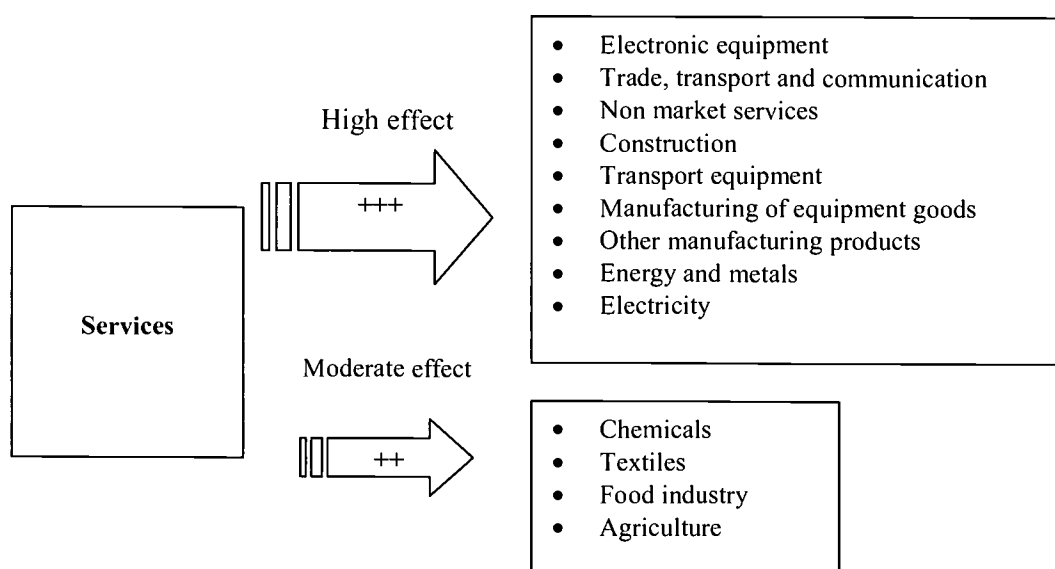 Services
High effect
+++
• Electronic equipment
• Trade, transport and communication
• Non market services
• Construction
• Transport equipment
• Manufacturing of equipment goods
• Other manufacturing products
• Energy and metals
• Electricity
Moderate effect
++
• Chemicals
• Textiles
• Food industry
• Agriculture